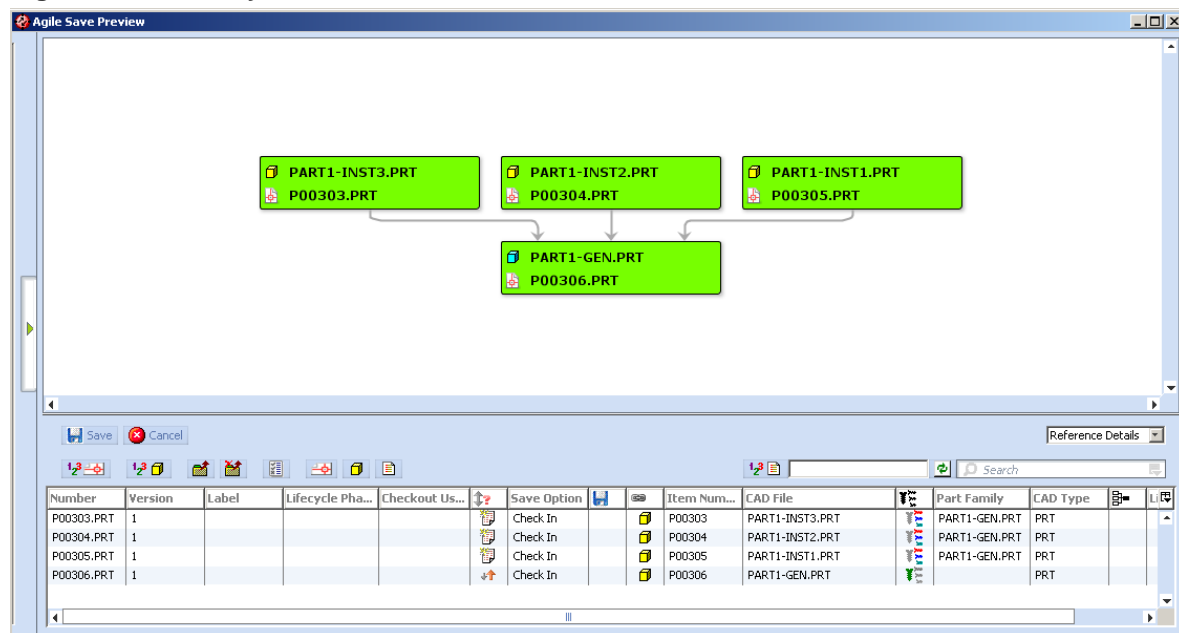 Agile Save Preview
PART1-INST3.PRT
P00303.PRT
PART1-INST2.PRT
P00304.PRT
PART1-INST1.PRT
P00305.PRT
PART1-GEN.PRT
P00306.PRT
Save Cancel Reference Details
Search
Number Version Label Lifecycle Pha... Checkout Us... Save Option Item Num... CAD File Part Family CAD Type Li
P00303.PRT 1 Check In P00303 PART1-INST3.PRT PART1-GEN.PRT PRT
P00304.PRT 1 Check In P00304 PART1-INST2.PRT PART1-GEN.PRT PRT
P00305.PRT 1 Check In P00305 PART1-INST1.PRT PART1-GEN.PRT PRT
P00306.PRT 1 Check In P00306 PART1-GEN.PRT PRT